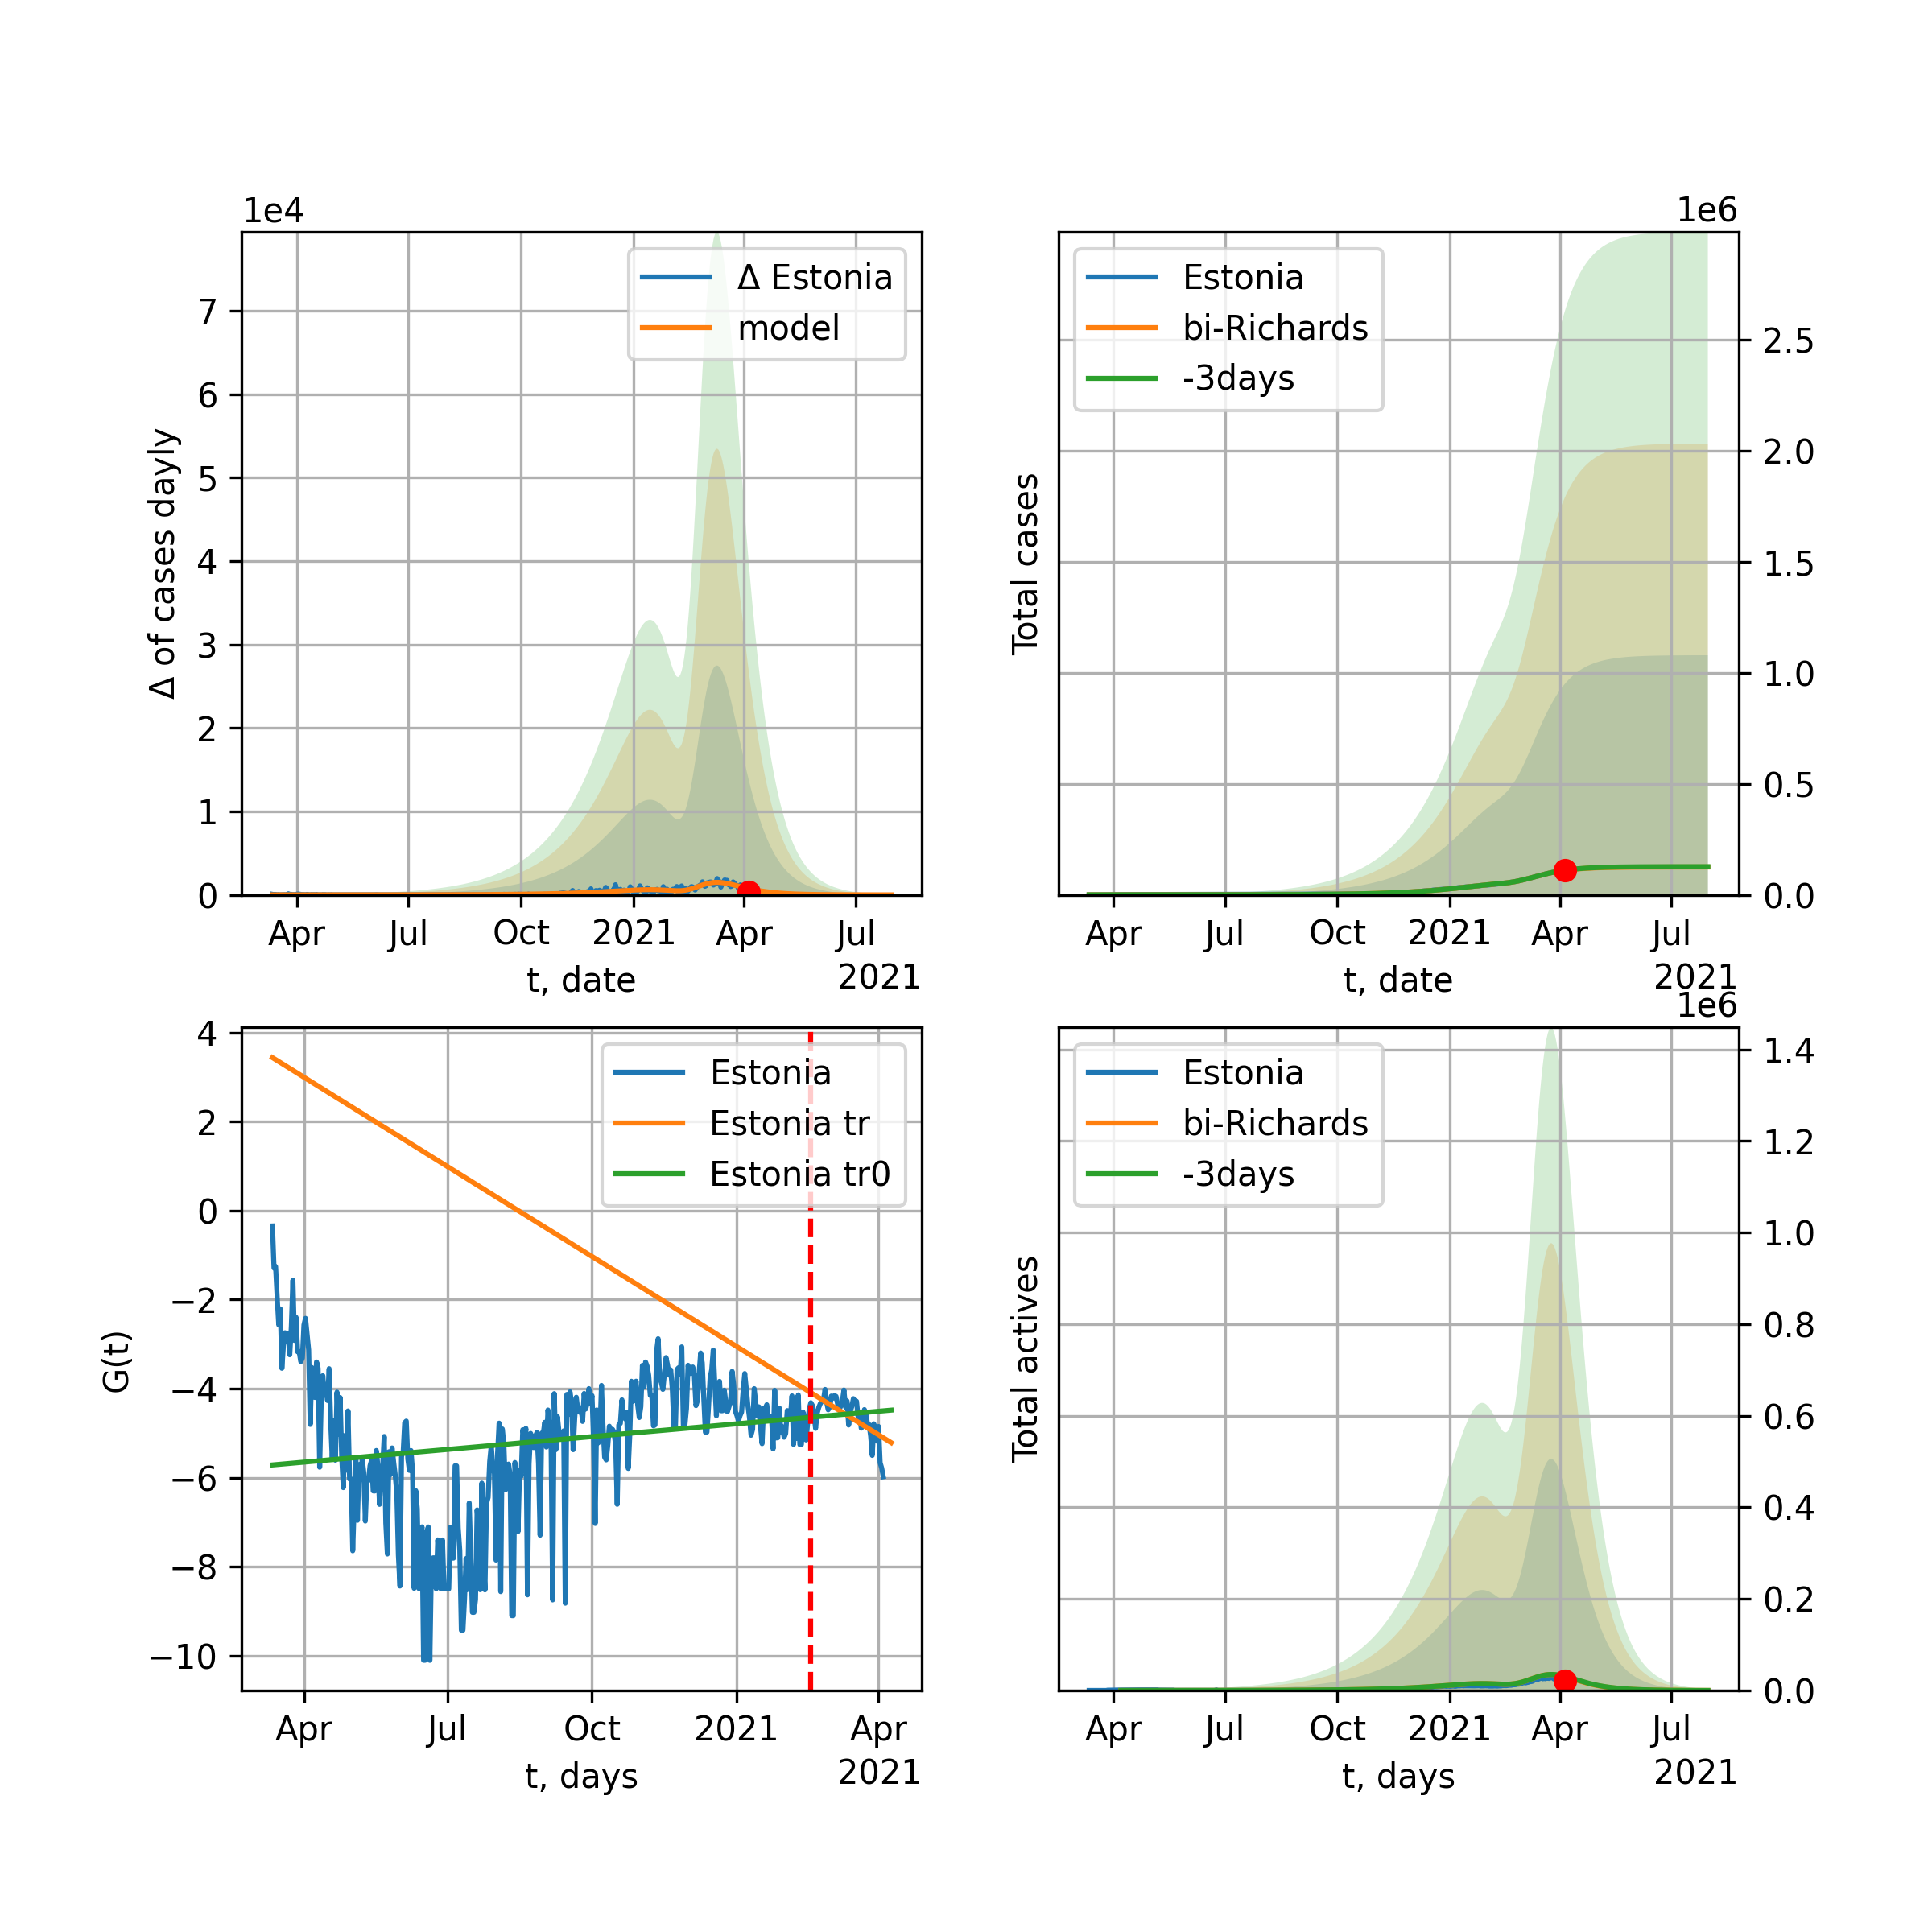 1e4
Δ Estonia
model
7
6
5
4
3
2
1
0
Δ of cases dayly
Apr Jul Oct 2021 Apr Jul
t, date
2021
1e6
Estonia
bi-Richards
-3days
2.5
2.0
1.5
1.0
0.5
0.0
Total cases
Apr Jul Oct 2021 Apr Jul
t, date
2021
4
2
0
−2
−4
−6
−8
−10
G(t)
Estonia
Estonia tr
Estonia tr0
Apr Jul Oct 2021 Apr
t, days
2021
1e6
Estonia
bi-Richards
-3days
1.4
1.2
1.0
0.8
0.6
0.4
0.2
0.0
Total actives
Apr Jul Oct 2021 Apr Jul
t, days
2021